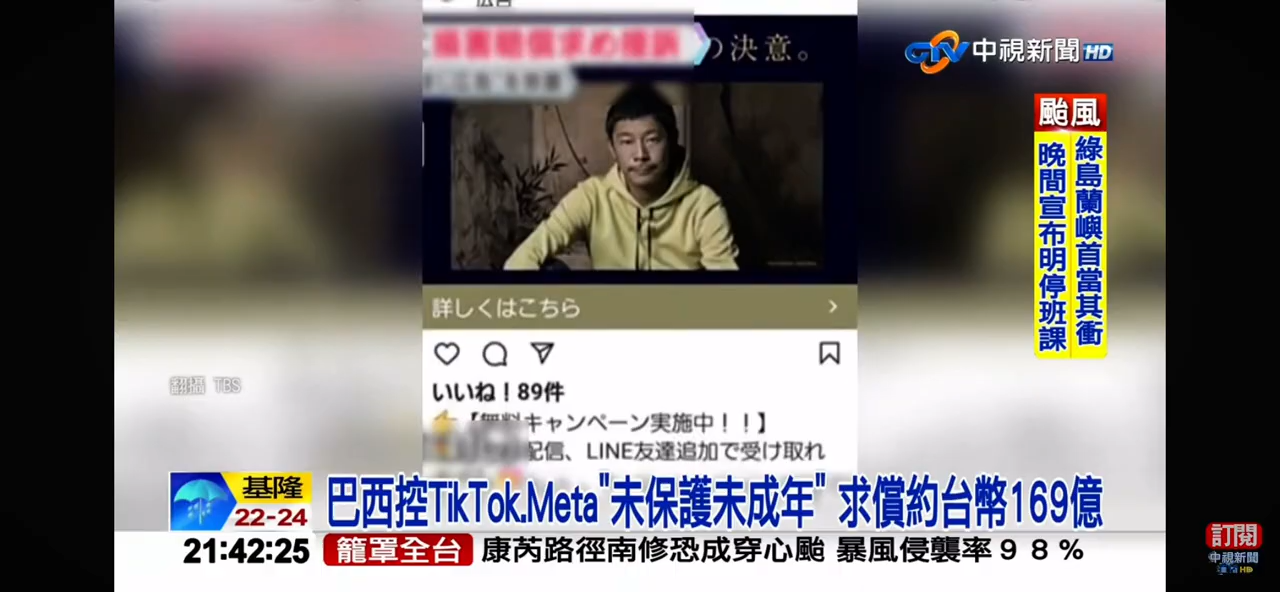 の決意。
CTV 中視新聞 HD
颱風
綠島蘭嶼首當其衝
晚間宣布明停班課
詳しくはこちら
翻攝 TBS
いいね！89件
【無料キャンペーン実施中！！】
配信、LINE友達追加で受け取れ
基隆
22-24
巴西控TikTok.Meta"未保護未成年" 求償約台幣169億
21:42:25
籠罩全台
康芮路徑南修恐成穿心颱 暴風侵襲率９８%
訂閱
中視新聞
HD